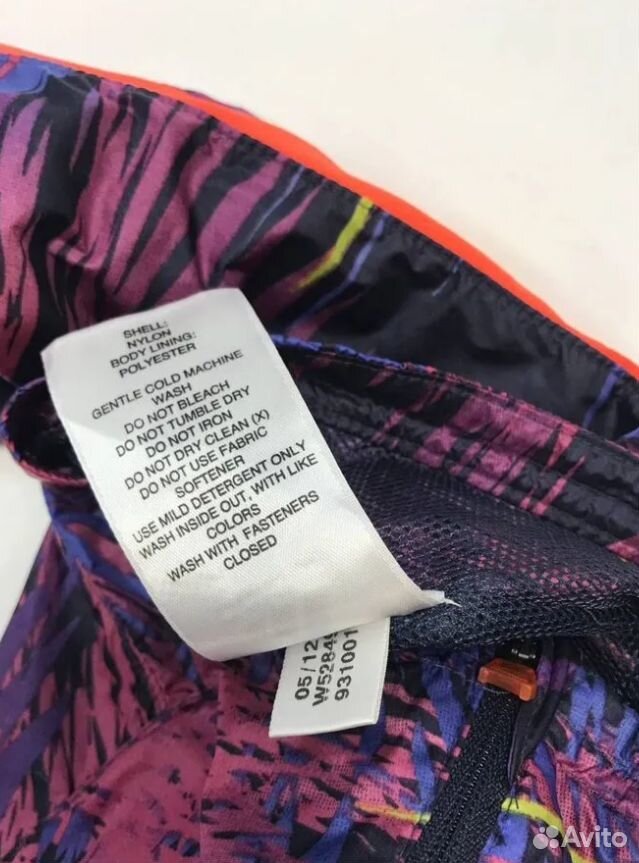 SHELL:
NYLON
BODY LINING:
POLYESTER
GENTLE COLD MACHINE
WASH
DO NOT BLEACH
DO NOT TUMBLE DRY
DO NOT IRON
DO NOT DRY CLEAN (X)
DO NOT USE FABRIC
SOFTENER
USE MILD DETERGENT ONLY
WASH INSIDE OUT, WITH LIKE
COLORS
WASH WITH FASTENERS
CLOSED
05/12
W52849
931001
Avito